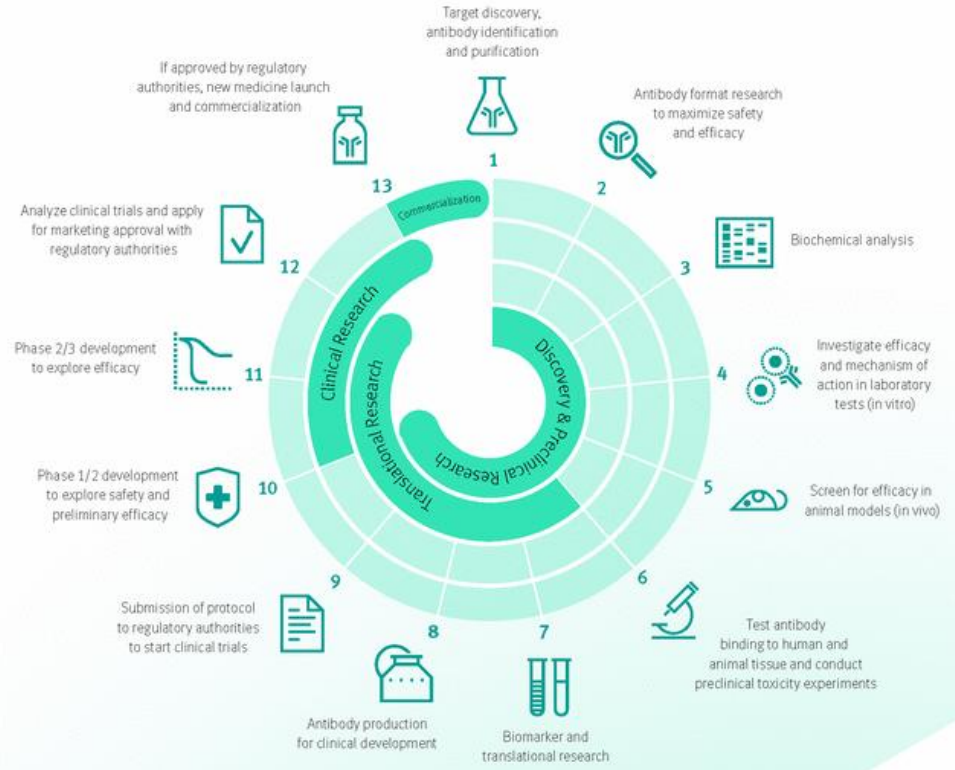 Target discovery,
antibody identification
and purification
1
Antibody format research
to maximize safety
and efficacy
2
Biochemical analysis
3
Investigate efficacy
and mechanism of
action in laboratory
tests (in vitro)
4
Screen for efficacy in
animal models (in vivo)
5
Test antibody
binding to human and
animal tissue and conduct
preclinical toxicity experiments
6
Biomarker and
translational research
7
Antibody production
for clinical development
8
Submission of protocol
to regulatory authorities
to start clinical trials
9
Phase 1/2 development
to explore safety and
preliminary efficacy
10
Phase 2/3 development
to explore efficacy
11
Analyze clinical trials and apply
for marketing approval with
regulatory authorities
12
If approved by regulatory
authorities, new medicine launch
and commercialization
13
Commercialization
Clinical Research
Translational Research
Discovery & Preclinical Research